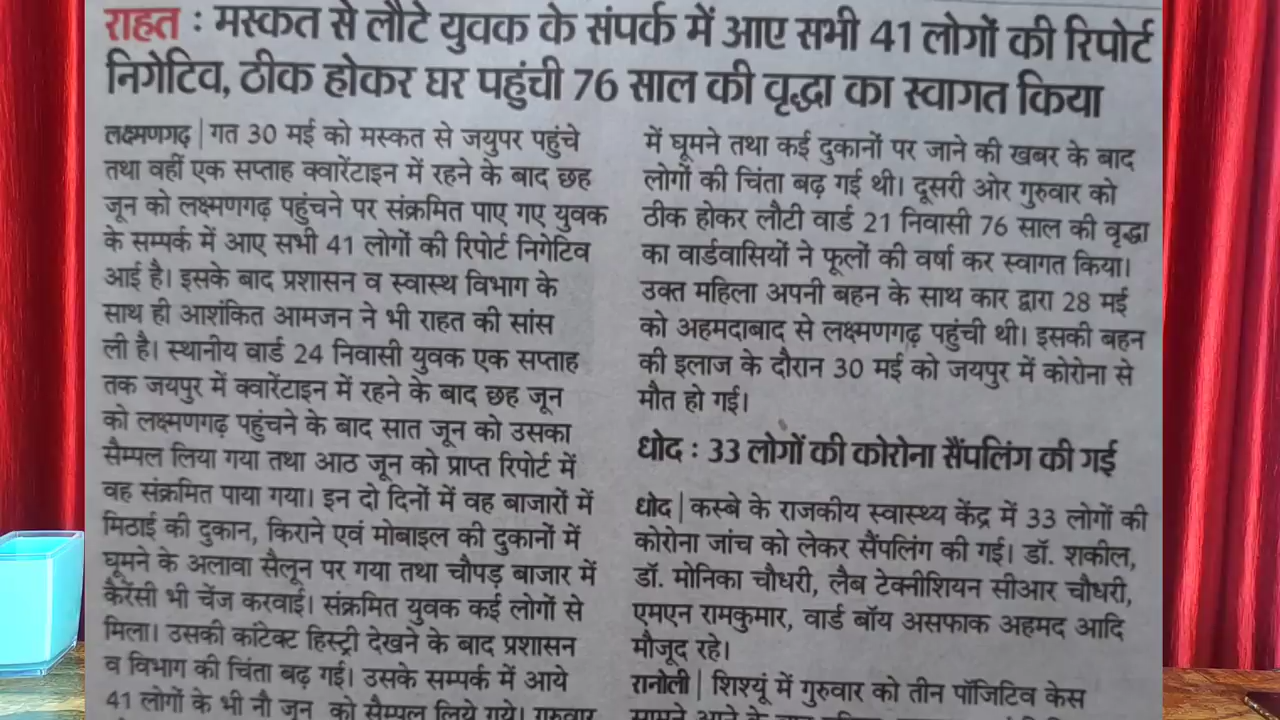 राहत : मस्कत से लौटे युवक के संपर्क में आए सभी 41 लोगों की रिपोर्ट
निगेटिव, ठीक होकर घर पहुंची 76 साल की वृद्धा का स्वागत किया
लक्ष्मणगढ़ | गत 30 मई को मस्कत से जयुपर पहुंचे
तथा वहीं एक सप्ताह क्वारेंटाइन में रहने के बाद छह
जून को लक्ष्मणगढ़ पहुंचने पर संक्रमित पाए गए युवक
के सम्पर्क में आए सभी 41 लोगों की रिपोर्ट निगेटिव
आई है। इसके बाद प्रशासन व स्वास्थ विभाग के
साथ ही आशंकित आमजन ने भी राहत की सांस
ली है। स्थानीय वार्ड 24 निवासी युवक एक सप्ताह
तक जयपुर में क्वारेंटाइन में रहने के बाद छह जून
को लक्ष्मणगढ़ पहुंचने के बाद सात जून को उसका
सैम्पल लिया गया तथा आठ जून को प्राप्त रिपोर्ट में
वह संक्रमित पाया गया। इन दो दिनों में वह बाजारों में
मिठाई की दुकान, किराने एवं मोबाइल की दुकानों में
घूमने के अलावा सैलून पर गया तथा चौपड़ बाजार में
कैरेंसी भी चेंज करवाई। संक्रमित युवक कई लोगों से
मिला। उसकी कांटेक्ट हिस्ट्री देखने के बाद प्रशासन
व विभाग की चिंता बढ़ गई। उसके सम्पर्क में आये
41 लोगों के भी नौ जून को सैम्पल लिये गये। गुरुवार
में घूमने तथा कई दुकानों पर जाने की खबर के बाद
लोगों की चिंता बढ़ गई थी। दूसरी ओर गुरुवार को
ठीक होकर लौटी वार्ड 21 निवासी 76 साल की वृद्धा
का वार्डवासियों ने फूलों की वर्षा कर स्वागत किया।
उक्त महिला अपनी बहन के साथ कार द्वारा 28 मई
को अहमदाबाद से लक्ष्मणगढ़ पहुंची थी। इसकी बहन
की इलाज के दौरान 30 मई को जयपुर में कोरोना से
मौत हो गई।
धोद : 33 लोगों की कोरोना सैंपलिंग की गई
धोद | कस्बे के राजकीय स्वास्थ्य केंद्र में 33 लोगों की
कोरोना जांच को लेकर सैंपलिंग की गई। डॉ. शकील,
डॉ. मोनिका चौधरी, लैब टेक्नीशियन सीआर चौधरी,
एमएन रामकुमार, वार्ड बॉय असफाक अहमद आदि
मौजूद रहे।
रानोली | शिश्यूं में गुरुवार को तीन पॉजिटिव केस
सामने आने के बाद